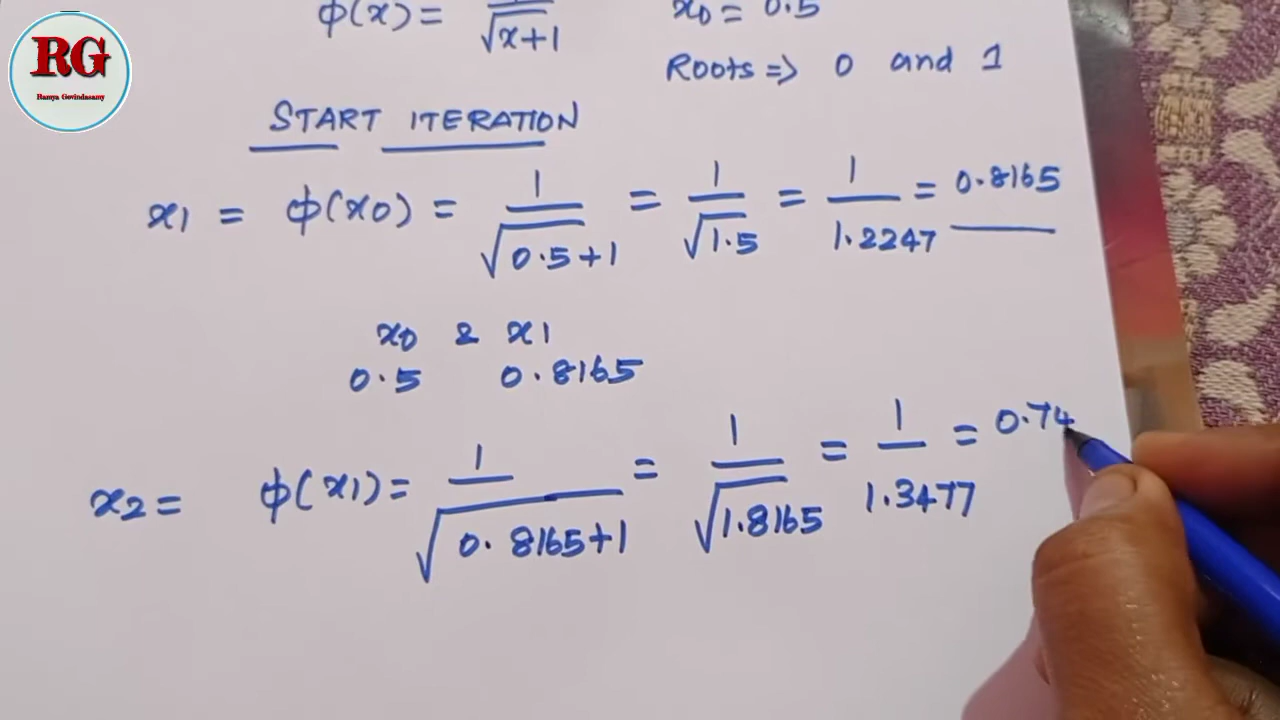 RG
Ramya Govindasamy
φ(x) = 1/√x+1
x0 = 0.5
Roots => 0 and 1
START ITERATION
x1 = φ(x0) = 1/√0.5+1 = 1/√1.5 = 1/1.2247 = 0.8165
x0 & x1
0.5 0.8165
x2 = φ(x1) = 1/√0.8165+1 = 1/√1.8165 = 1/1.3477 = 0.74